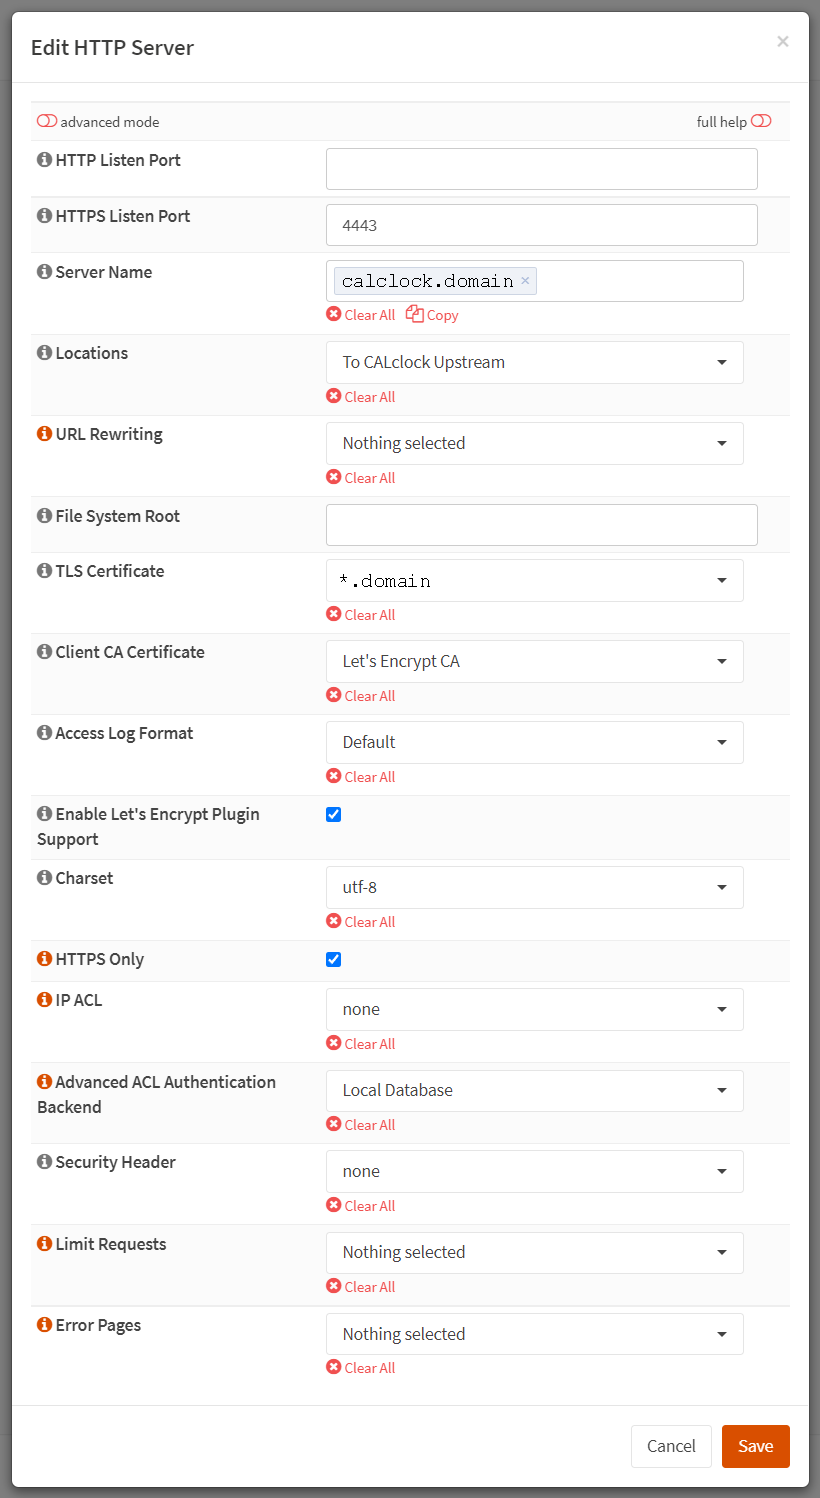 Edit HTTP Server
×
advanced mode
full help
HTTP Listen Port
HTTPS Listen Port
4443
Server Name
calclock.domain ×
Clear All Copy
Locations
To CALclock Upstream
Clear All
URL Rewriting
Nothing selected
Clear All
File System Root
TLS Certificate
*.domain
Clear All
Client CA Certificate
Let's Encrypt CA
Clear All
Access Log Format
Default
Clear All
Enable Let's Encrypt Plugin
Support
Charset
utf-8
Clear All
HTTPS Only
IP ACL
none
Clear All
Advanced ACL Authentication
Backend
Local Database
Clear All
Security Header
none
Clear All
Limit Requests
Nothing selected
Clear All
Error Pages
Nothing selected
Clear All
Cancel
Save